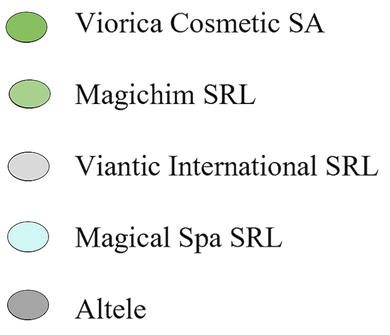 Viorica Cosmetic SA
Magichim SRL
Viantic International SRL
Magical Spa SRL
Altele